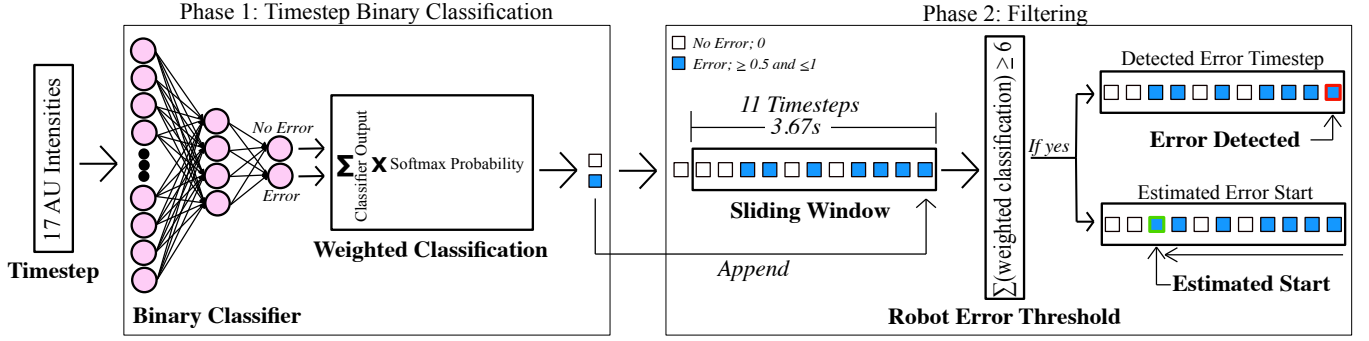 Phase 1: Timestep Binary Classification
17 AU Intensities
Timestep
No Error
Error
Binary Classifier
Σ
Classifier Output
X Softmax Probability
Weighted Classification
Phase 2: Filtering
No Error; 0
Error; ≥ 0.5 and ≤1
11 Timesteps
3.67s
Sliding Window
Append
∑(weighted classification) ≥ 6
Robot Error Threshold
If yes
Detected Error Timestep
Error Detected
Estimated Error Start
Estimated Start